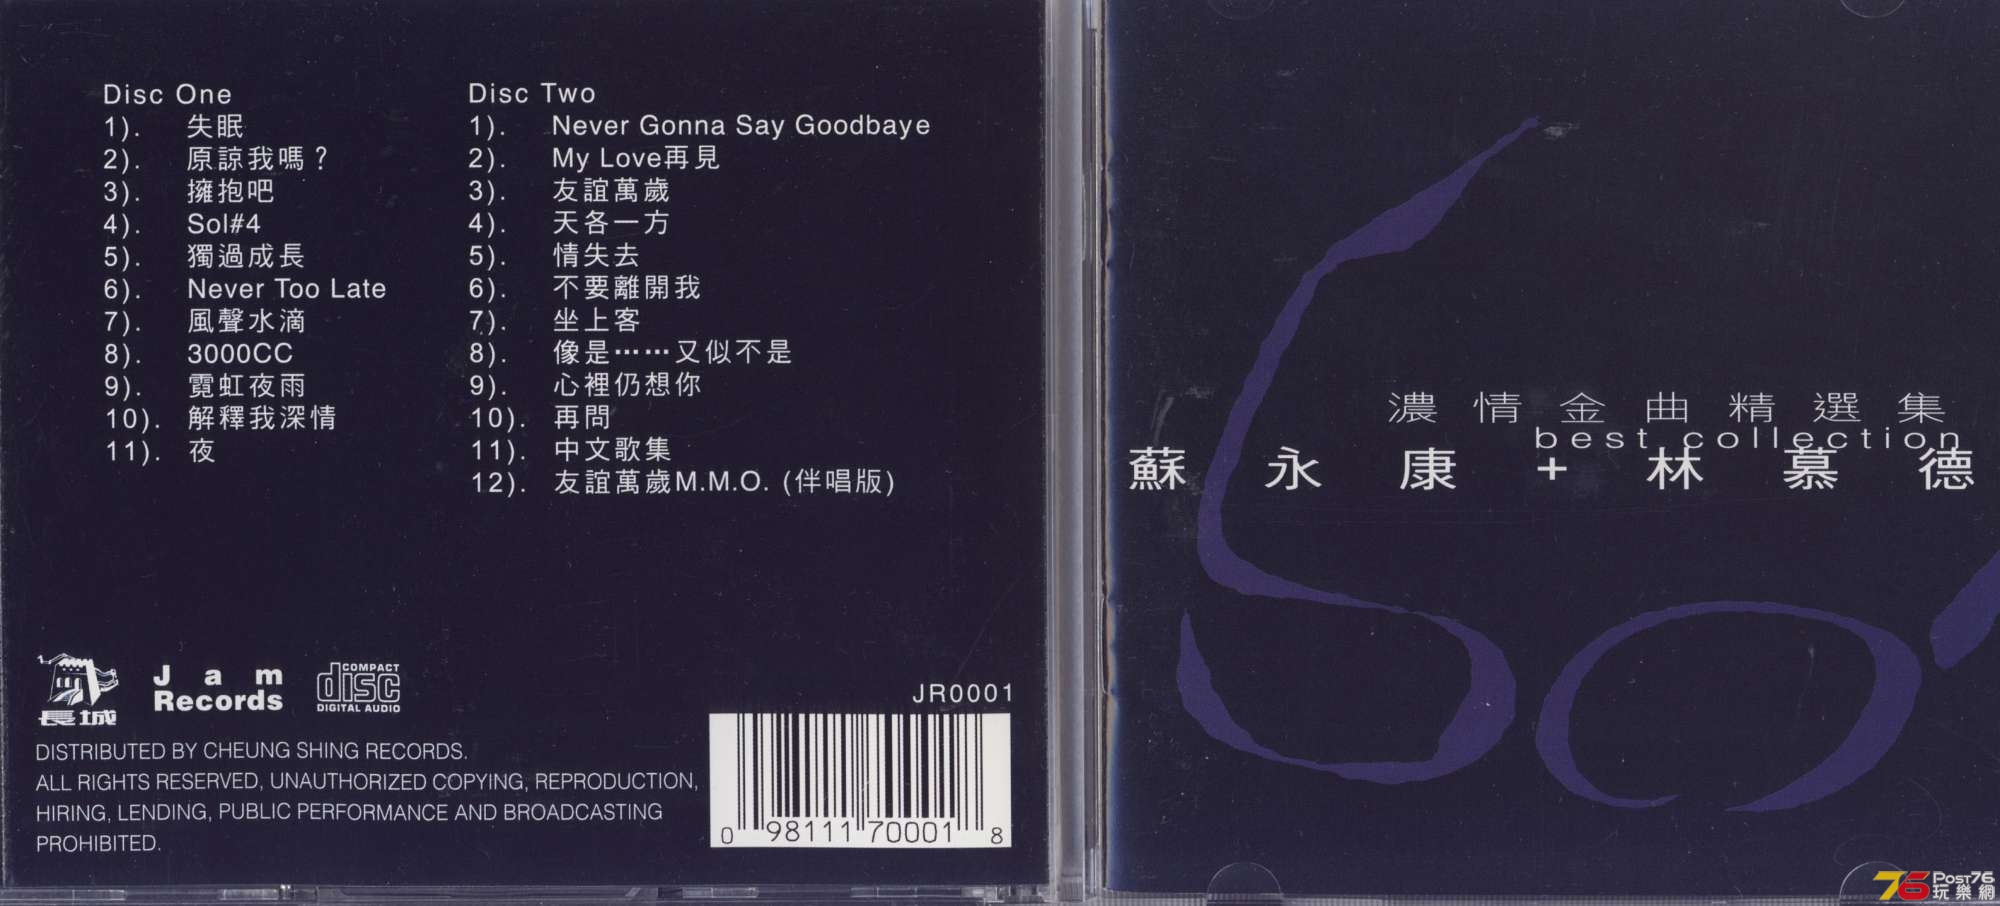 Disc One
1). 失眠
2). 原諒我嗎？
3). 擁抱吧
4). Sol#4
5). 獨過成長
6). Never Too Late
7). 風聲水滴
8). 3000CC
9). 霓虹夜雨
10). 解釋我深情
11). 夜
Disc Two
1). Never Gonna Say Goodbaye
2). My Love再見
3). 友誼萬歲
4). 天各一方
5). 情失去
6). 不要離開我
7). 坐上客
8). 像是……又似不是
9). 心裡仍想你
10). 再問
11). 中文歌集
12). 友誼萬歲M.M.O. (伴唱版)
長城
Jam
Records
COMPACT
disc
DIGITAL AUDIO
JR0001
DISTRIBUTED BY CHEUNG SHING RECORDS.
ALL RIGHTS RESERVED, UNAUTHORIZED COPYING, REPRODUCTION,
HIRING, LENDING, PUBLIC PERFORMANCE AND BROADCASTING
PROHIBITED.
0 98111 70001 8
濃情金曲精選集
best collection
蘇永康+林慕德
So'
76 Post76
玩樂網